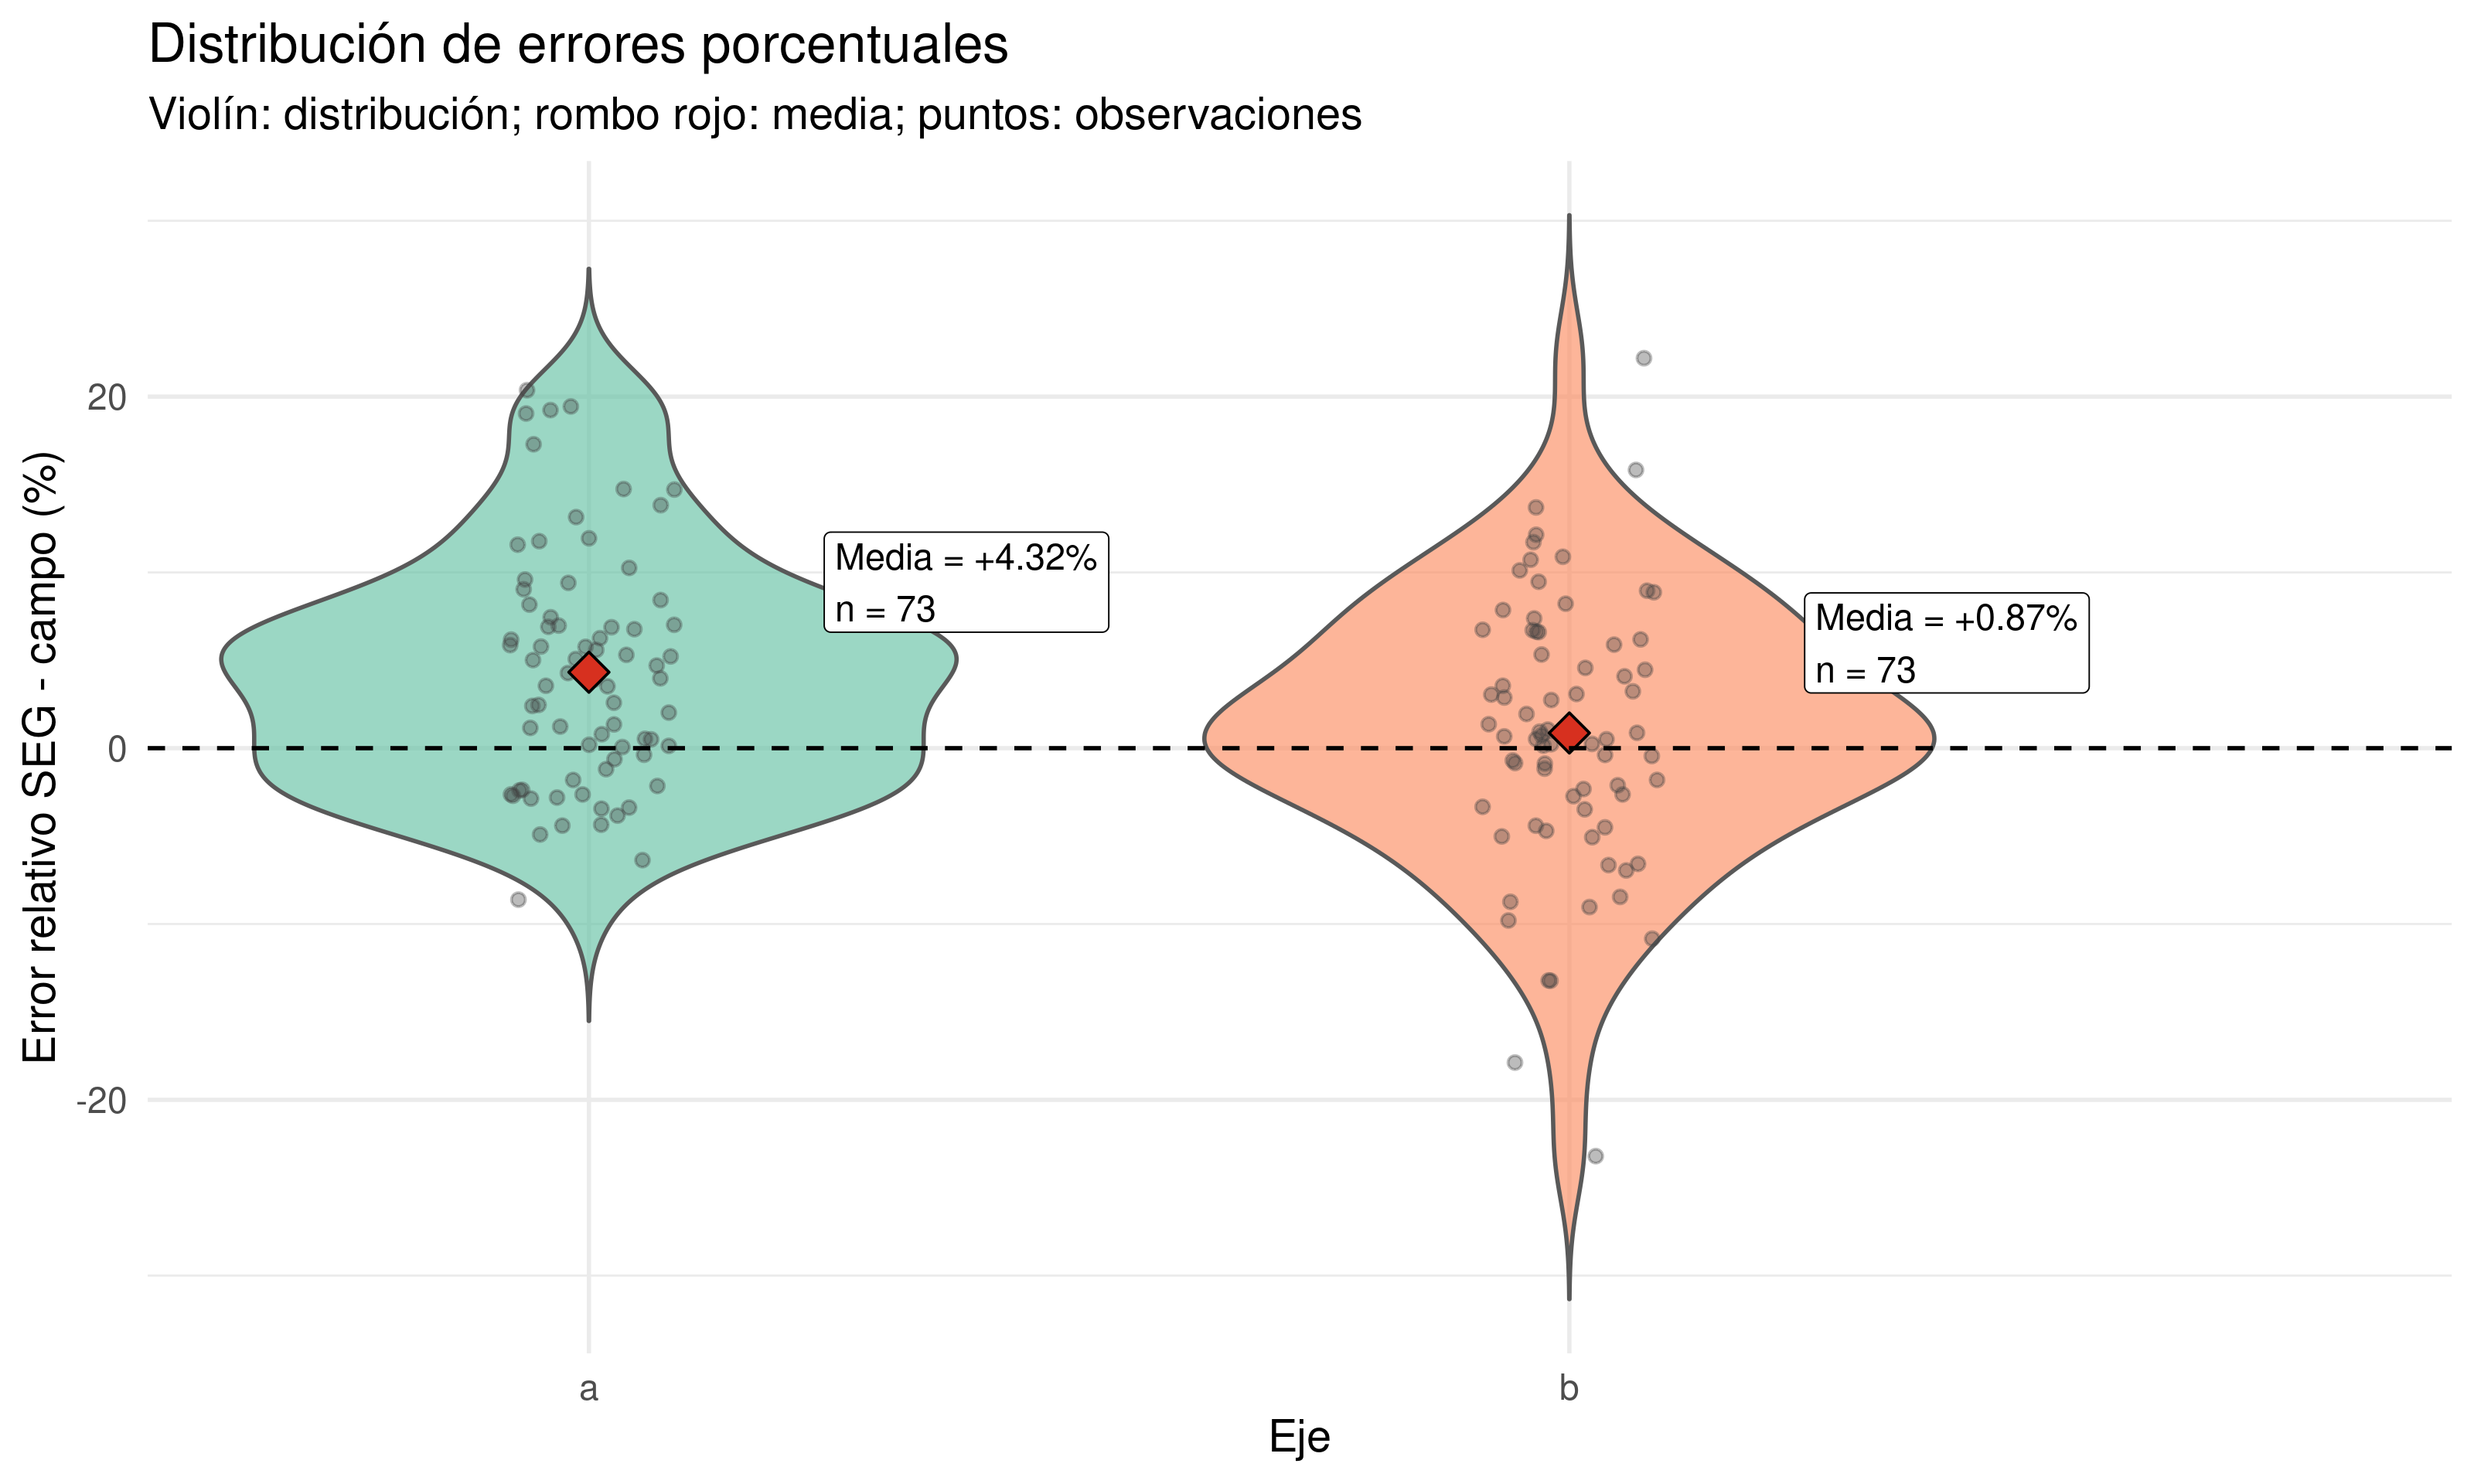 Distribución de errores porcentuales
Violín: distribución; rombo rojo: media; puntos: observaciones
Error relativo SEG - campo (%)
20
0
-20
Media = +4.32%
n = 73
Media = +0.87%
n = 73
a
b
Eje